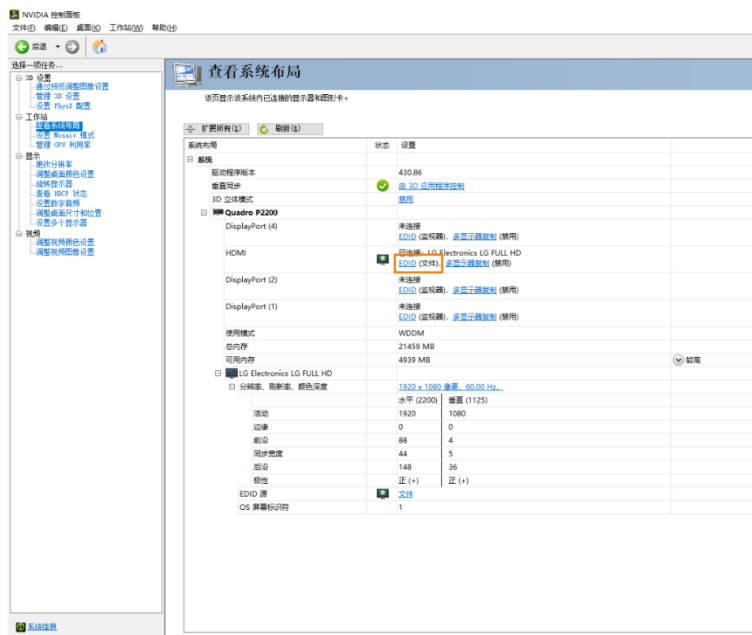 NVIDIA 控制面板
文件(F) 编辑(E) 桌面(K) 工作站(W) 帮助(H)
后退
选择一项任务...
3D 设置
通过预览调整图像设置
管理 3D 设置
设置 PhysX 配置
工作站
查看系统布局
设置 Mosaic 模式
管理 GPU 利用率
显示
更改分辨率
调整桌面颜色设置
旋转显示器
查看 HDCP 状态
设置数字音频
调整桌面尺寸和位置
设置多个显示器
视频
调整视频颜色设置
调整视频图像设置
系统信息
查看系统布局
该页显示该系统内已连接的显示器和图形卡。
扩展所有(X) 刷新(R)
系统布局 状态 设置
系统
驱动程序版本 430.86
垂直同步 由 3D 应用程序控制
3D 立体模式 禁用
Quadro P2200
DisplayPort (4) 未连接
EDID (监视器)、多显示器复制 (禁用)
HDMI 已连接: LG Electronics LG FULL HD
EDID (文件)、多显示器复制 (禁用)
DisplayPort (2) 未连接
EDID (监视器)、多显示器复制 (禁用)
DisplayPort (1) 未连接
EDID (监视器)、多显示器复制 (禁用)
使用模式 WDDM
总内存 21459 MB
可用内存 4939 MB 较高
LG Electronics LG FULL HD
分辨率、刷新率、颜色深度 1920 x 1080 像素, 60.00 Hz,
水平 (2200) 垂直 (1125)
活动 1920 1080
边缘 0 0
前沿 88 4
同步宽度 44 5
后沿 148 36
极性 正 (+) 正 (+)
EDID 源 文件
OS 屏幕标识符 1